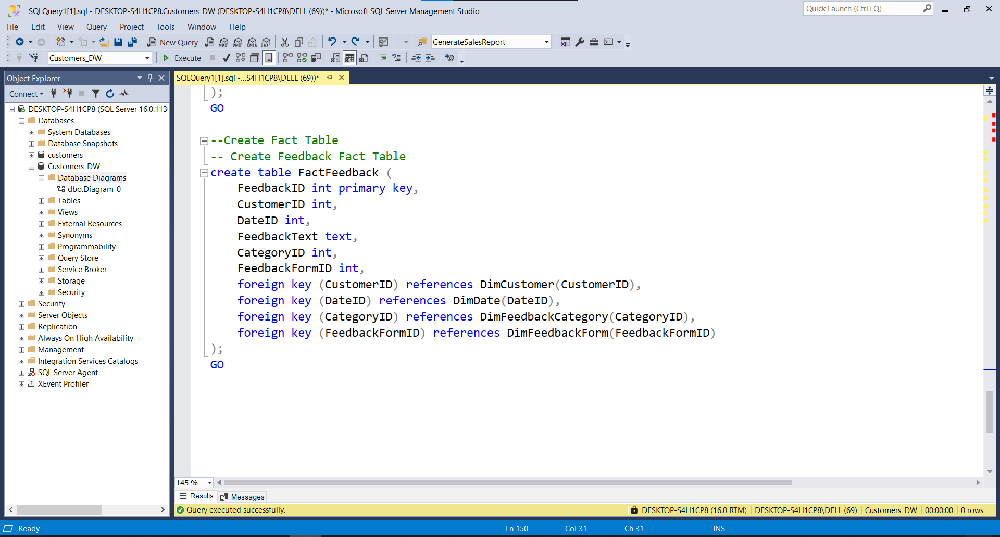 SQLQuery1[1].sql - DESKTOP-S4H1CP8.Customers_DW (DESKTOP-S4H1CP8\DELL (69))* - Microsoft SQL Server Management Studio
Quick Launch (Ctrl+Q)
File Edit View Query Project Tools Window Help
New Query MDX DMX XMLA DAX GenerateSalesReport
Customers_DW Execute
Object Explorer
Connect
DESKTOP-S4H1CP8 (SQL Server 16.0.113
Databases
System Databases
Database Snapshots
customers
Customers_DW
Database Diagrams
dbo.Diagram_0
Tables
Views
External Resources
Synonyms
Programmability
Query Store
Service Broker
Storage
Security
Security
Server Objects
Replication
Always On High Availability
Management
Integration Services Catalogs
SQL Server Agent
XEvent Profiler
SQLQuery1[1].sql -...S4H1CP8\DELL (69))*
);
GO
--Create Fact Table
-- Create Feedback Fact Table
create table FactFeedback (
FeedbackID int primary key,
CustomerID int,
DateID int,
FeedbackText text,
CategoryID int,
FeedbackFormID int,
foreign key (CustomerID) references DimCustomer(CustomerID),
foreign key (DateID) references DimDate(DateID),
foreign key (CategoryID) references DimFeedbackCategory(CategoryID),
foreign key (FeedbackFormID) references DimFeedbackForm(FeedbackFormID)
);
GO
145 %
Results Messages
Query executed successfully.
DESKTOP-S4H1CP8 (16.0 RTM) DESKTOP-S4H1CP8\DELL (69) Customers_DW 00:00:00 0 rows
Ready Ln 150 Col 31 Ch 31 INS